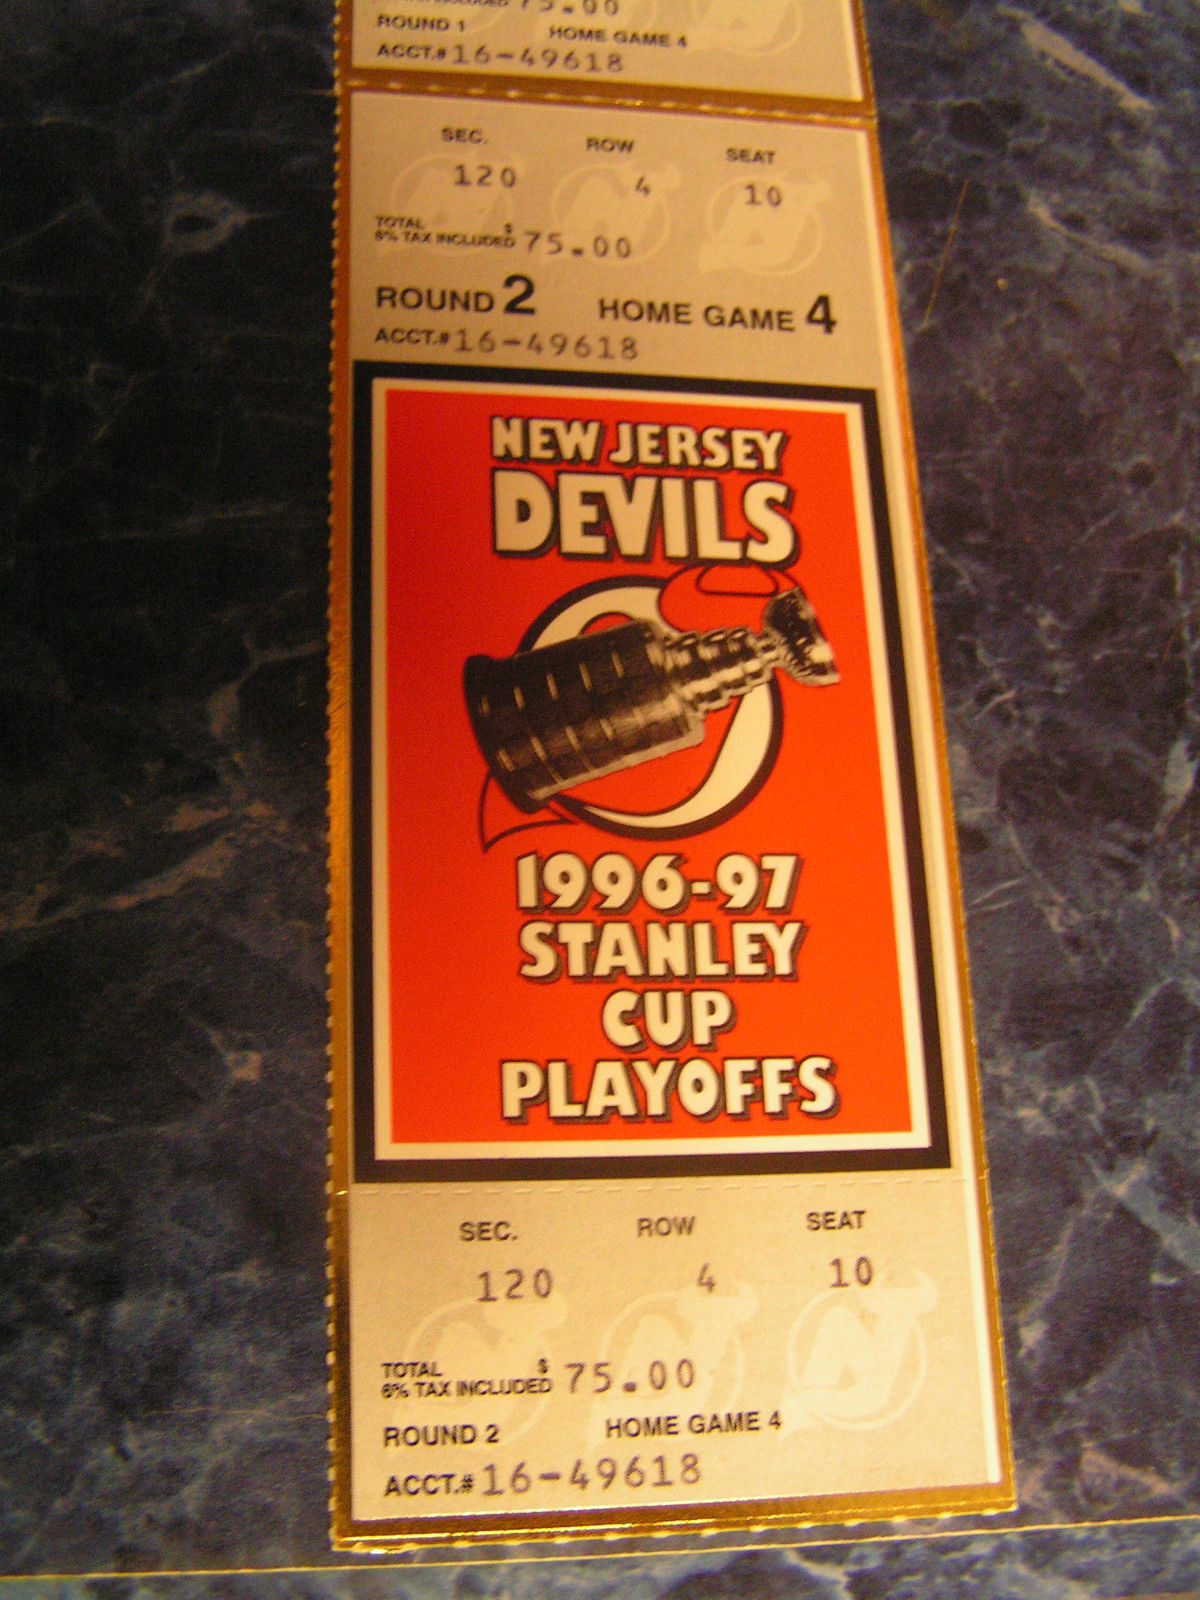 75.00
ROUND 1 HOME GAME 4
ACCT.# 16-49618
SEC. ROW SEAT
120 4 10
TOTAL $
6% TAX INCLUDED 75.00
ROUND 2 HOME GAME 4
ACCT.# 16-49618
NEW JERSEY
DEVILS
1996-97
STANLEY
CUP
PLAYOFFS
SEC. ROW SEAT
120 4 10
TOTAL $
6% TAX INCLUDED 75.00
ROUND 2 HOME GAME 4
ACCT.# 16-49618